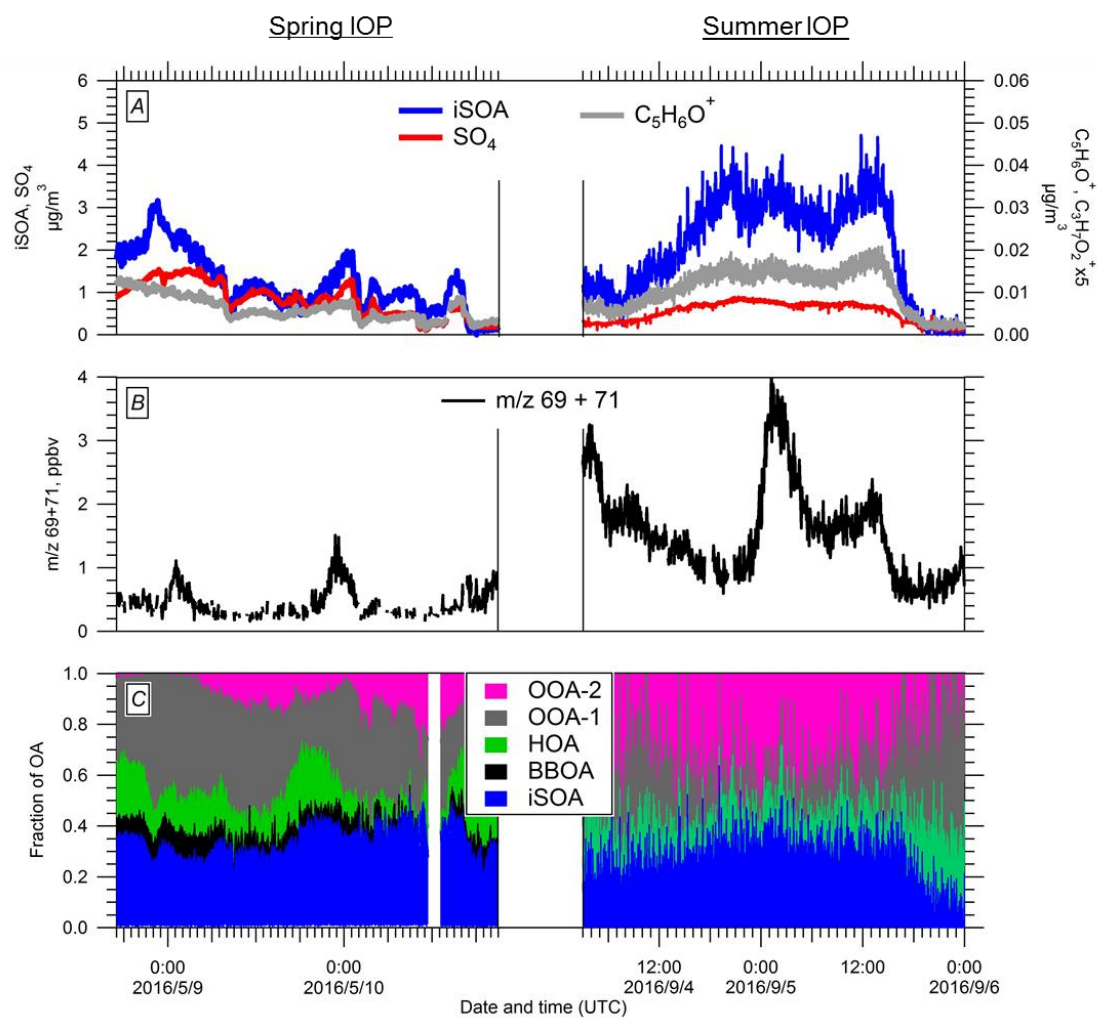 Spring IOP
Summer IOP
6
5
4
3
2
1
0
iSOA, SO4
μg/m3
A
iSOA
SO4
C5H6O+
0.06
0.05
0.04
0.03
0.02
0.01
0.00
C5H6O+, C3H7O2+x5
μg/m3
4
3
2
1
0
m/z 69+71, ppbv
B
m/z 69 + 71
1.0
0.8
0.6
0.4
0.2
0.0
Fraction of OA
C
OOA-2
OOA-1
HOA
BBOA
iSOA
0:00
2016/5/9
0:00
2016/5/10
12:00
2016/9/4
0:00
2016/9/5
12:00
0:00
2016/9/6
Date and time (UTC)